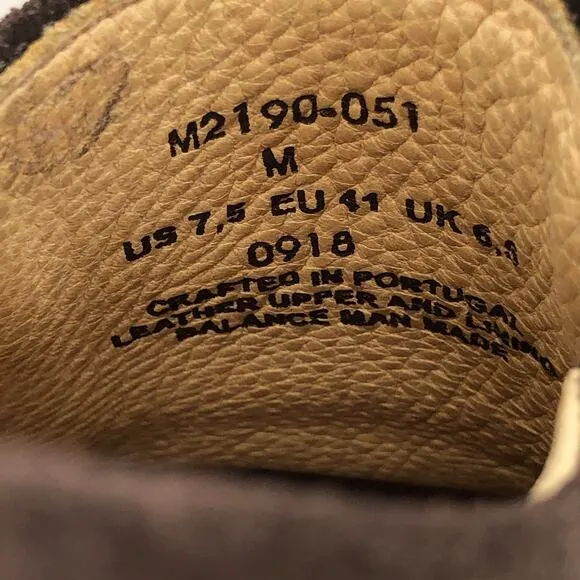 M2190-051
M
US 7,5 EU 41 UK 6,5
0918
CRAFTED IN PORTUGAL
LEATHER UPPER AND LINING
BALANCE MAN MADE